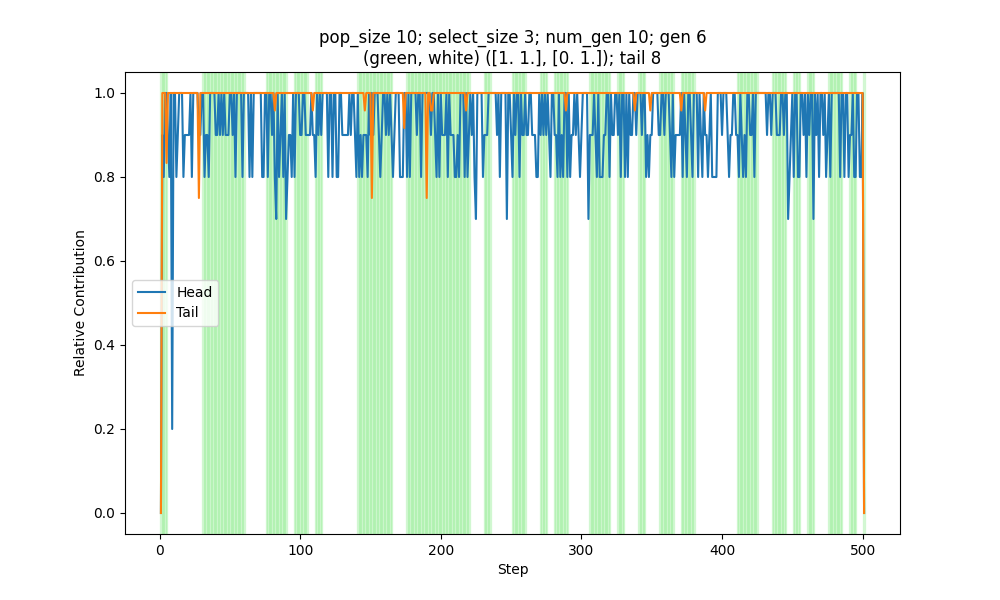 pop_size 10; select_size 3; num_gen 10; gen 6
(green, white) ([1. 1.], [0. 1.]); tail 8
1.0
0.8
0.6
0.4
0.2
0.0
Relative Contribution
Head
Tail
0
100
200
300
400
500
Step